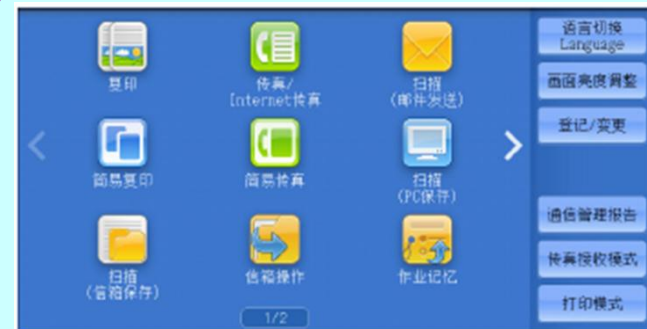 复印
传真/
Internet传真
扫描
(邮件发送)
简易复印
简易传真
扫描
(PC保存)
扫描
(信箱保存)
信箱操作
作业记忆
1/2
语言切换
Language
画面亮度调整
登记/变更
通信管理报告
传真接收模式
打印模式